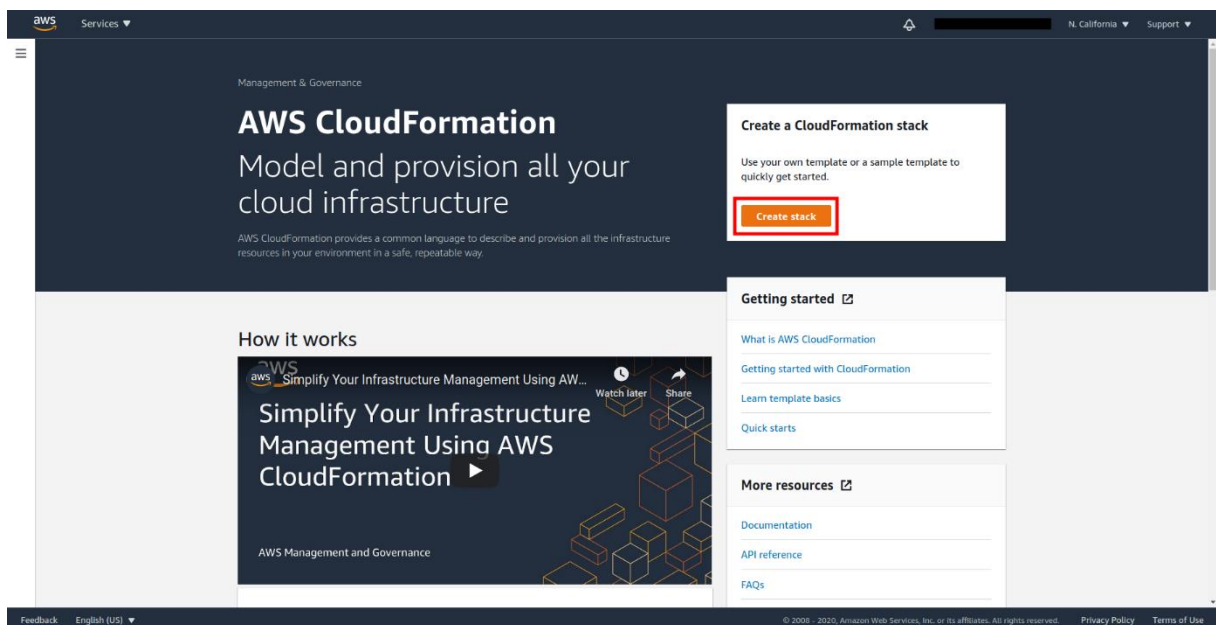 aws Services ▼ N. California ▼ Support ▼
Management & Governance
AWS CloudFormation
Model and provision all your
cloud infrastructure
AWS CloudFormation provides a common language to describe and provision all the infrastructure
resources in your environment in a safe, repeatable way.
Create a CloudFormation stack
Use your own template or a sample template to
quickly get started.
Create stack
Getting started
What is AWS CloudFormation
Getting started with CloudFormation
Learn template basics
Quick starts
How it works
aws
aws Simplify Your Infrastructure Management Using AW...
Watch later Share
Simplify Your Infrastructure
Management Using AWS
CloudFormation
AWS Management and Governance
More resources
Documentation
API reference
FAQs
Feedback English (US) ▼ © 2008 - 2020, Amazon Web Services, Inc. or its affiliates. All rights reserved. Privacy Policy Terms of Use